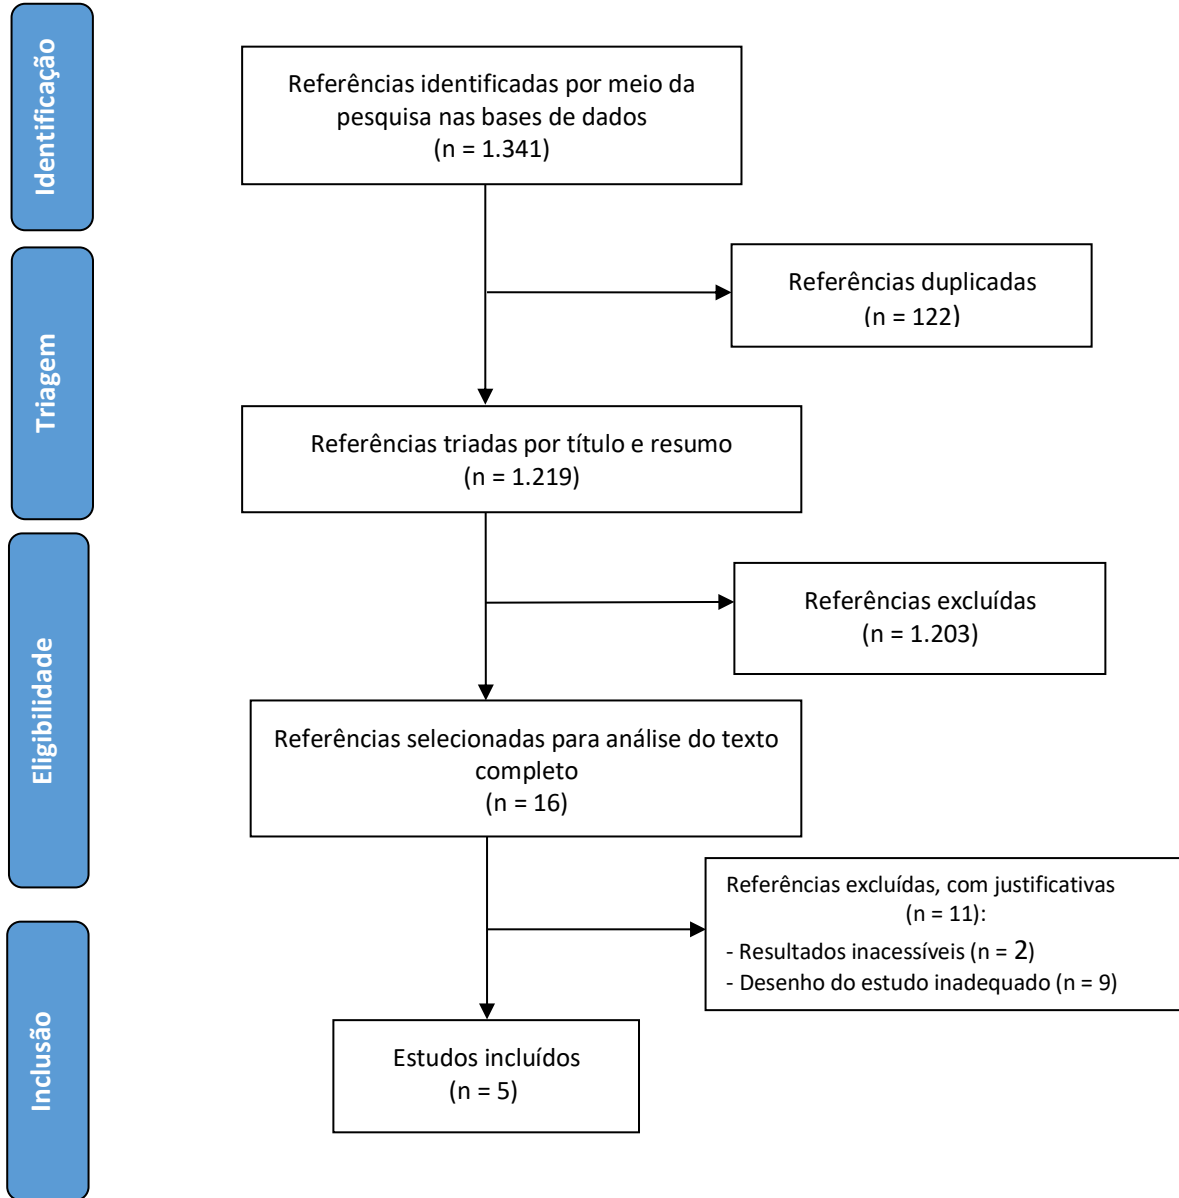 Identificação
Referências identificadas por meio da
pesquisa nas bases de dados
(n = 1.341)
Triagem
Referências duplicadas
(n = 122)
Referências triadas por título e resumo
(n = 1.219)
Eligibilidade
Referências excluídas
(n = 1.203)
Referências selecionadas para análise do texto
completo
(n = 16)
Referências excluídas, com justificativas
(n = 11):
- Resultados inacessíveis (n = 2)
- Desenho do estudo inadequado (n = 9)
Inclusão
Estudos incluídos
(n = 5)